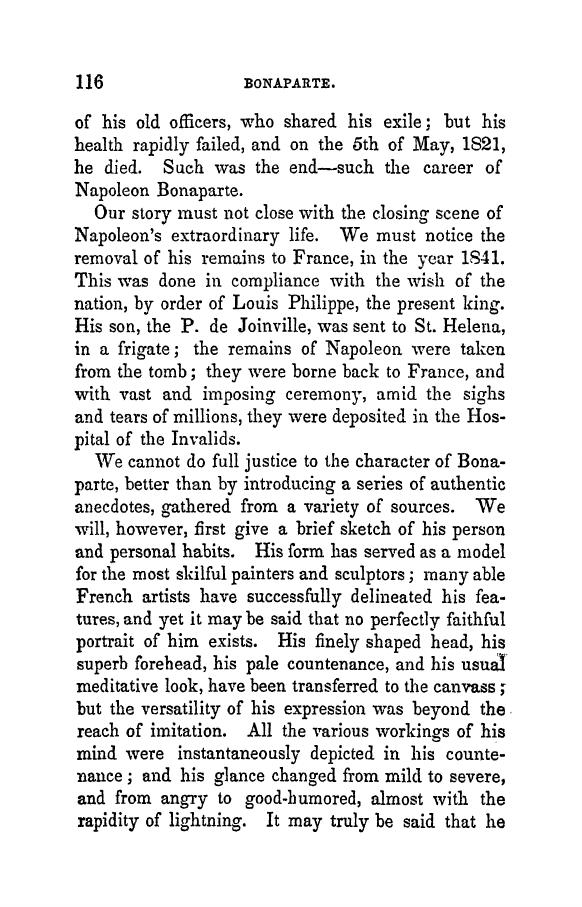 116 BONAPARTE.
of his old officers, who shared his exile; but his
health rapidly failed, and on the 5th of May, 1821,
he died. Such was the end—such the career of
Napoleon Bonaparte.
Our story must not close with the closing scene of
Napoleon's extraordinary life. We must notice the
removal of his remains to France, in the year 1841.
This was done in compliance with the wish of the
nation, by order of Louis Philippe, the present king.
His son, the P. de Joinville, was sent to St. Helena,
in a frigate; the remains of Napoleon were taken
from the tomb; they were borne back to France, and
with vast and imposing ceremony, amid the sighs
and tears of millions, they were deposited in the Hos-
pital of the Invalids.
We cannot do full justice to the character of Bona-
parte, better than by introducing a series of authentic
anecdotes, gathered from a variety of sources. We
will, however, first give a brief sketch of his person
and personal habits. His form has served as a model
for the most skilful painters and sculptors; many able
French artists have successfully delineated his fea-
tures, and yet it may be said that no perfectly faithful
portrait of him exists. His finely shaped head, his
superb forehead, his pale countenance, and his usual
meditative look, have been transferred to the canvass;
but the versatility of his expression was beyond the
reach of imitation. All the various workings of his
mind were instantaneously depicted in his counte-
nance; and his glance changed from mild to severe,
and from angry to good-humored, almost with the
rapidity of lightning. It may truly be said that he